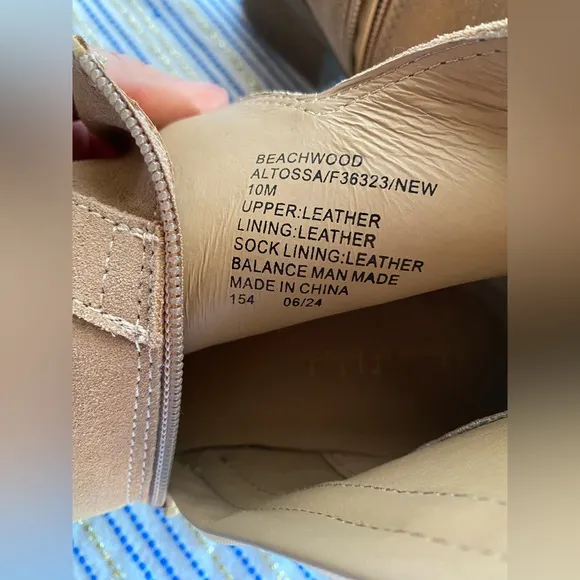 BEACHWOOD
ALTOSSA/F36323/NEW
10M
UPPER:LEATHER
LINING:LEATHER
SOCK LINING:LEATHER
BALANCE MAN MADE
MADE IN CHINA
154 06/24